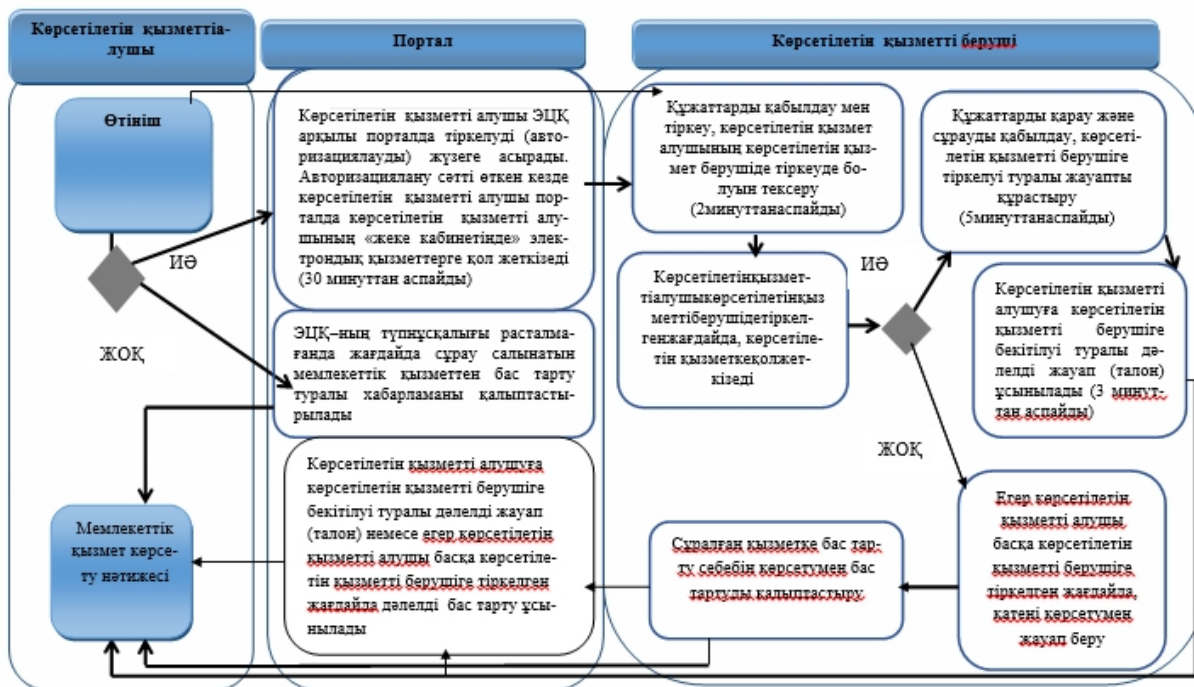 Көрсетілетін қызметтіа-
лушы
Портал
Көрсетілетін қызметті беруші
Өтініш
Көрсетілетін қызметті алушы ЭЦҚ
арқылы порталда тіркелуді (авто-
ризациялауды) жүзеге асырады.
Авторизациялану сәтті өткен кезде
көрсетілетін қызметті алушы пор-
талда көрсетілетін қызметті алу-
шының «жеке кабинетінде» элек-
трондық қызметтерге қол жеткізеді
(30 минуттан аспайды)
Құжаттарды қабылдау мен
тіркеу, көрсетілетін қызмет
алушының көрсетілетін қыз-
мет берушіде тіркеуде бо-
луын тексеру
(2минуттанаспайды)
Құжаттарды қарау және
сұрауды қабылдау, көрсеті-
летін қызметті берушіге
тіркелуі туралы жауапты
құрастыру
(5минуттанаспайды)
ИӘ
ЖОҚ
Көрсетілетінқызмет-
тіалушыкөрсетілетінқыз
меттіберушідетіркел-
генжағдайда, көрсетіле-
тін қызметкеқолжет-
кізеді
ИӘ
ЖОҚ
Көрсетілетін қызметті
алушуға көрсетілетін
қызметті берушіге
бекітілуі туралы дә-
лелді жауап (талон)
ұсынылады (3 минут-
тан аспайды)
ЭЦҚ–ның түпнұсқалығы расталма-
ғанда жағдайда сұрау салынатын
мемлекеттік қызметтен бас тарту
туралы хабарламаны қалыптасты-
рылады
Көрсетілетін қызметті алушуға
көрсетілетін қызметті берушіге
бекітілуі туралы дәлелді жауап
(талон) немесе егер көрсетілетін
қызметті алушы басқа көрсетіле-
тін қызметті берушіге тіркелген
жағдайда дәлелді бас тарту ұсы-
нылады
Мемлекеттік
қызмет көрсе-
ту нәтижесі
Сұралған қызметке бас тар-
ту себебін көрсетумен бас
тартуды қалыптастыру
Егер көрсетілетін
қызметті алушы
басқа көрсетілетін
қызметті берушіге
тіркелген жағдайда,
қатені көрсетумен
жауап беру